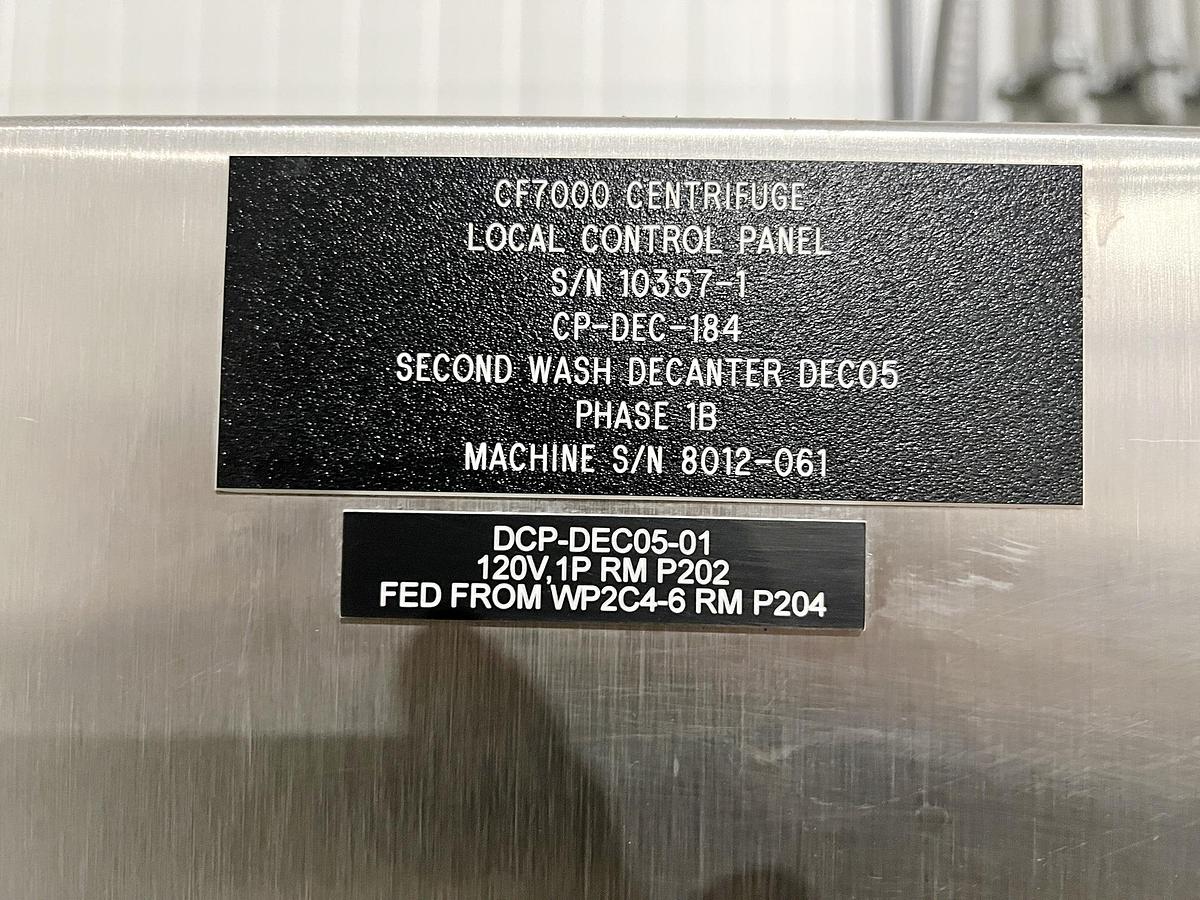 CF7000 CENTRIFUGE
LOCAL CONTROL PANEL
S/N 10357-1
CP-DEC-184
SECOND WASH DECANTER DEC05
PHASE 1B
MACHINE S/N 8012-061
DCP-DEC05-01
120V,1P RM P202
FED FROM WP2C4-6 RM P204